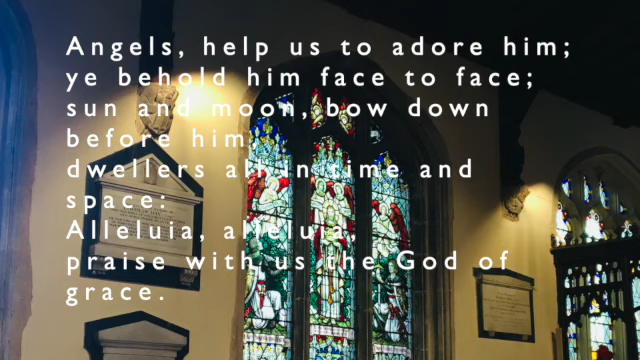 Angels, help us to adore him;
ye behold him face to face;
sun and moon, bow down
before him,
dwellers all in time and
space:
Alleluia, alleluia,
praise with us the God of
grace.